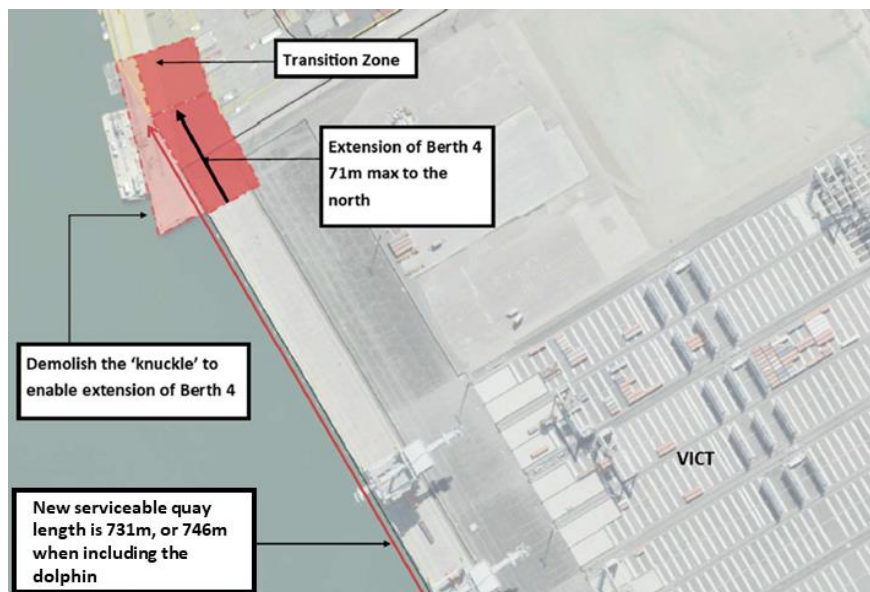 Transition Zone
Extension of Berth 4
71m max to the
north
Demolish the ‘knuckle’ to
enable extension of Berth 4
VICT
New serviceable quay
length is 731m, or 746m
when including the
dolphin